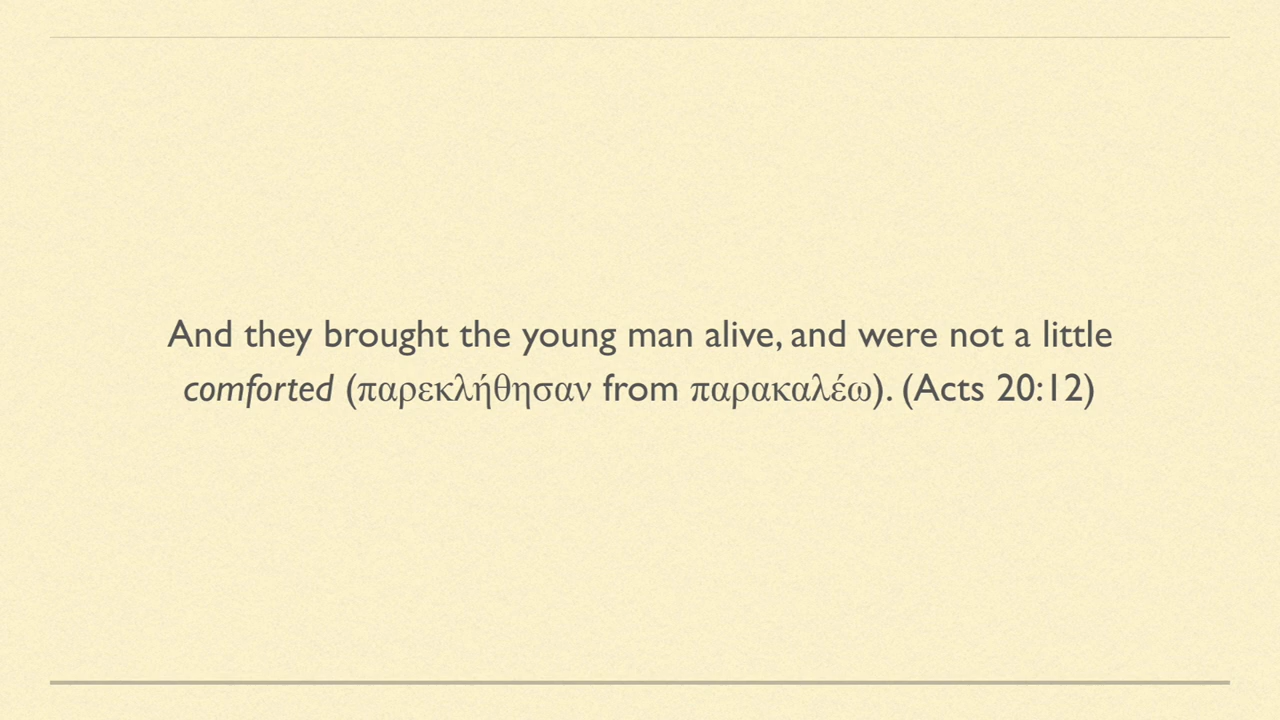 And they brought the young man alive, and were not a little
comforted (παρεκλήθησαν from παρακαλέω). (Acts 20:12)